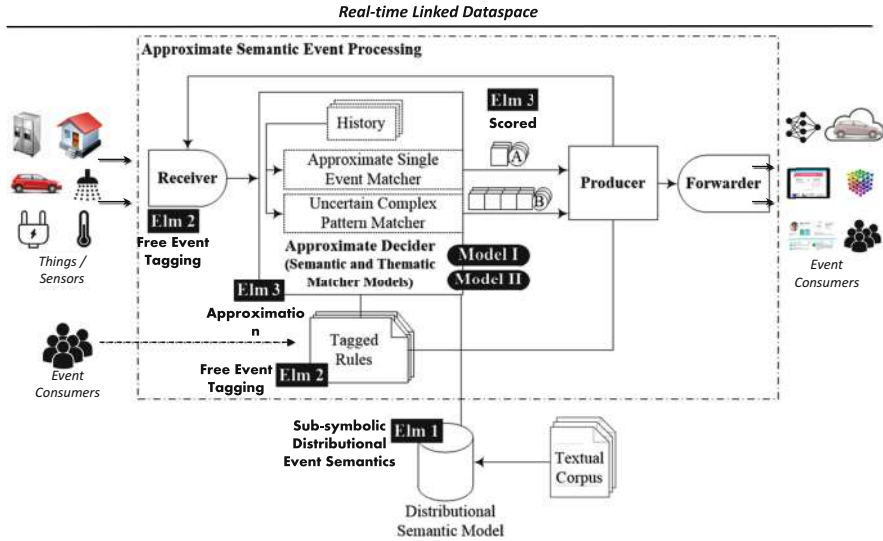 Real-time Linked Dataspace
Approximate Semantic Event Processing
Elm 3
Scored
History
Approximate Single
Event Matcher
A
Receiver
Producer
Forwarder
Uncertain Complex
Pattern Matcher
B
Elm 2
Free Event
Tagging
Approximate Decider
(Semantic and Thematic
Matcher Models)
Model I
Model II
Things /
Sensors
Event
Consumers
Elm 3
Approximatio
n
Tagged
Rules
Free Event
Tagging
Elm 2
Event
Consumers
Sub-symbolic
Distributional
Event Semantics
Elm 1
Textual
Corpus
Distributional
Semantic Model